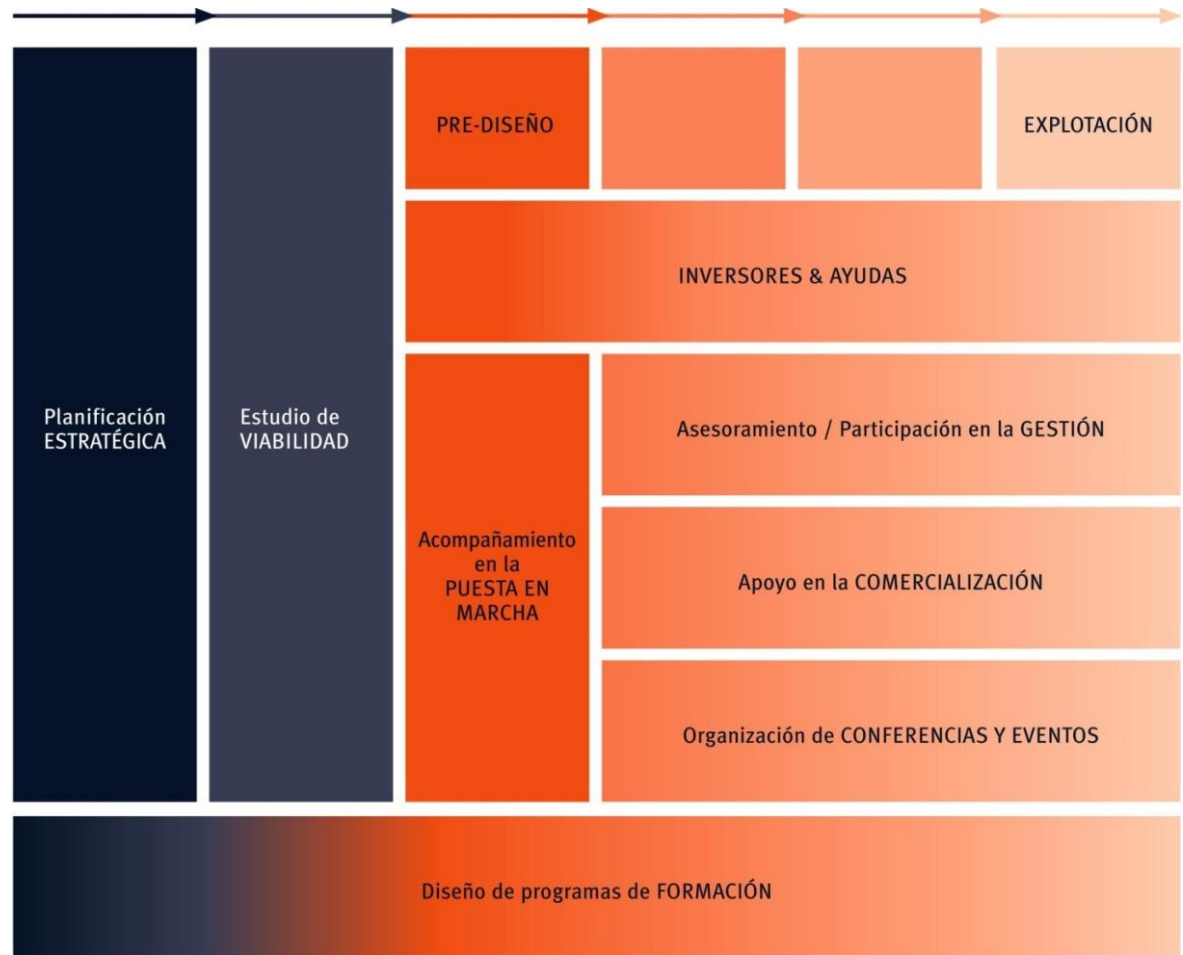 PRE-DISEÑO
EXPLOTACIÓN
INVERSORES & AYUDAS
Planificación
ESTRATÉGICA
Estudio de
VIABILIDAD
Asesoramiento / Participación en la GESTIÓN
Acompañamiento
en la
PUESTA EN
MARCHA
Apoyo en la COMERCIALIZACIÓN
Organización de CONFERENCIAS Y EVENTOS
Diseño de programas de FORMACIÓN